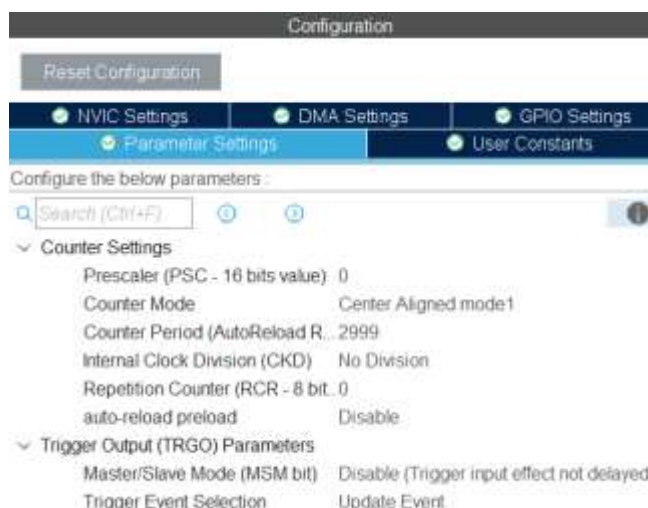 Configuration
Reset Configuration
NVIC Settings DMA Settings GPIO Settings
Parameter Settings User Constants
Configure the below parameters :
Search (Ctrl+F)
Counter Settings
Prescaler (PSC - 16 bits value) 0
Counter Mode Center Aligned mode1
Counter Period (AutoReload R... 2999
Internal Clock Division (CKD) No Division
Repetition Counter (RCR - 8 bit... 0
auto-reload preload Disable
Trigger Output (TRGO) Parameters
Master/Slave Mode (MSM bit) Disable (Trigger input effect not delayed
Trigger Event Selection Update Event